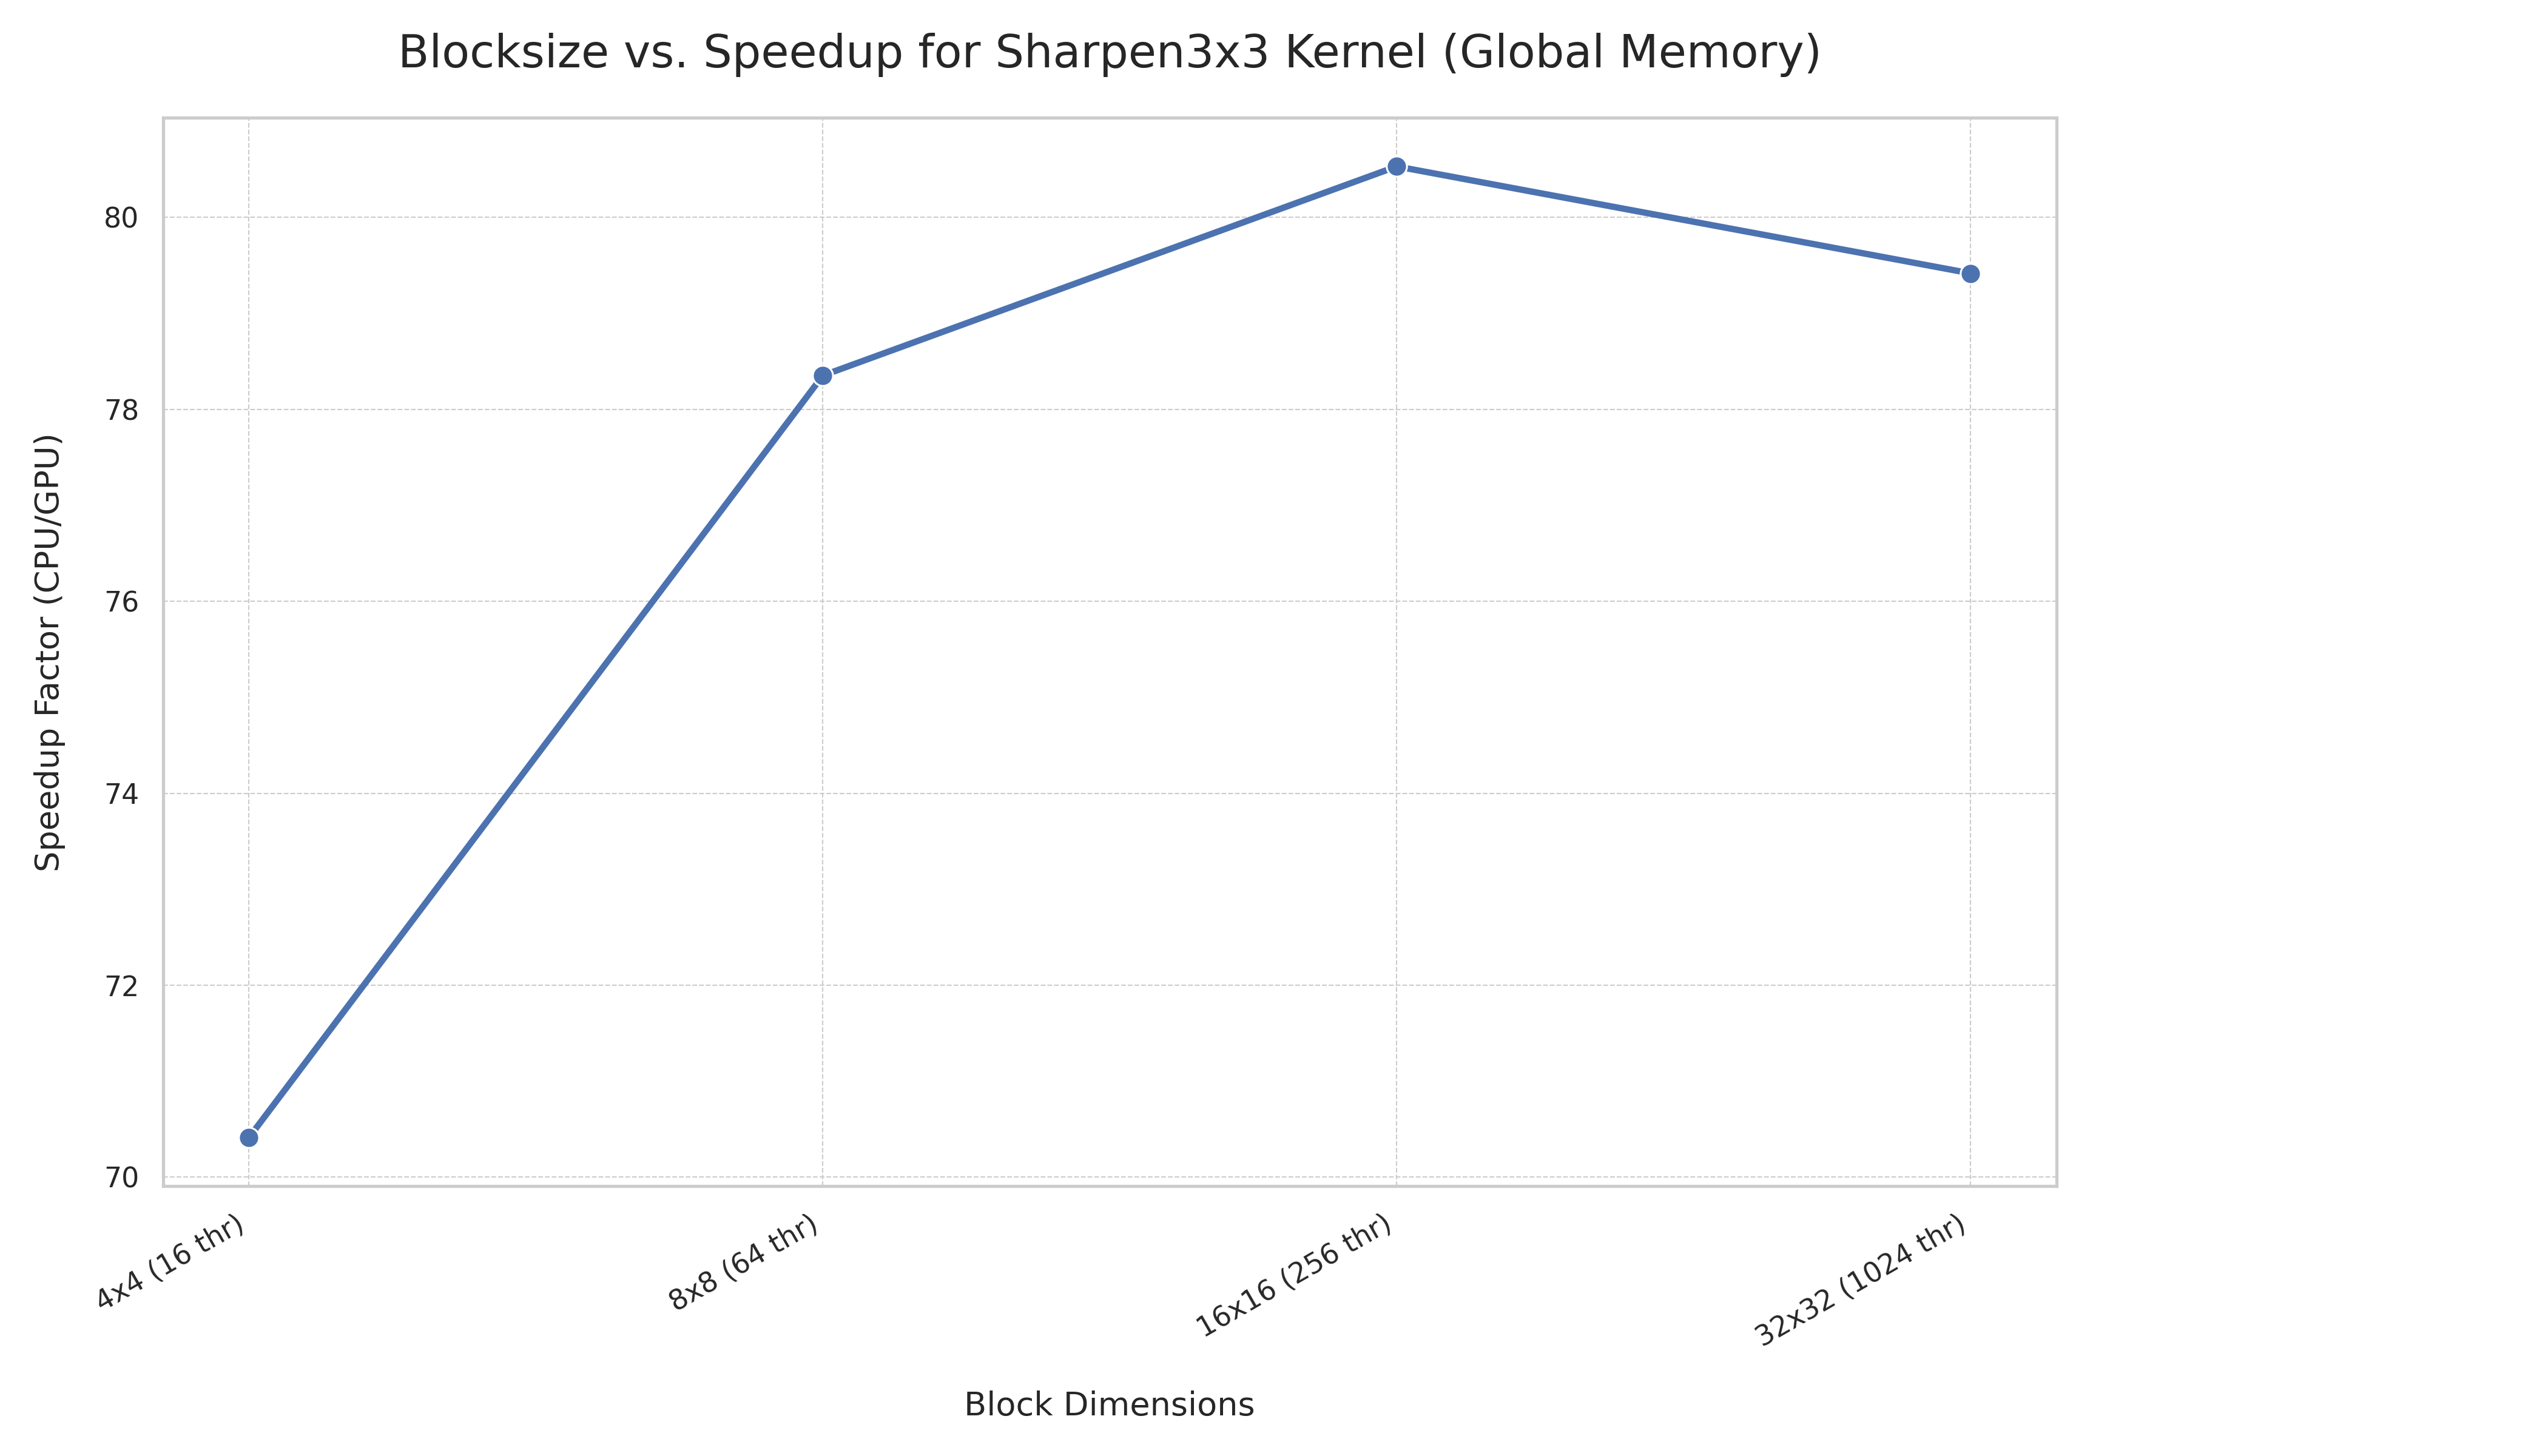 Blocksize vs. Speedup for Sharpen3x3 Kernel (Global Memory)
Speedup Factor (CPU/GPU)
80
78
76
74
72
70
4x4 (16 thr)
8x8 (64 thr)
16x16 (256 thr)
32x32 (1024 thr)
Block Dimensions